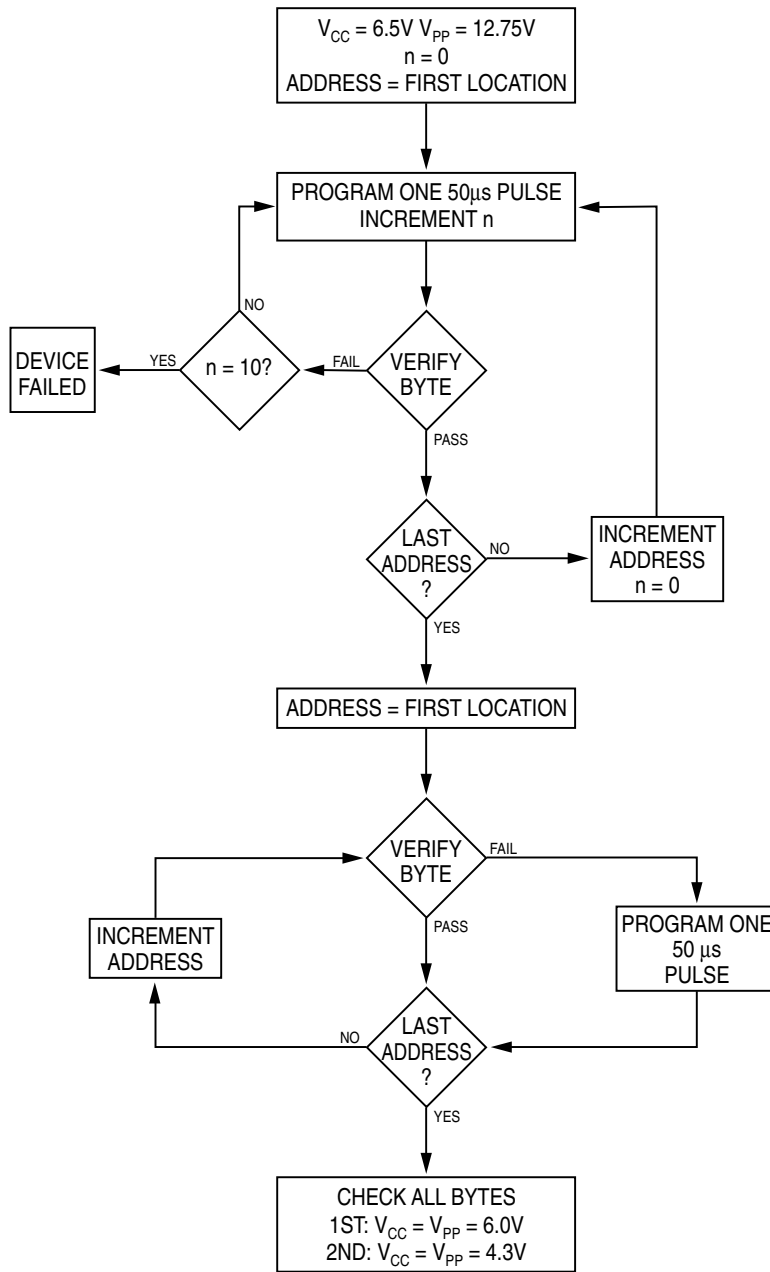 V_CC = 6.5V V_PP = 12.75V
n = 0
ADDRESS = FIRST LOCATION
PROGRAM ONE 50μs PULSE
INCREMENT n
NO
DEVICE
FAILED
YES
n = 10?
FAIL
VERIFY
BYTE
PASS
LAST
ADDRESS
?
NO
INCREMENT
ADDRESS
n = 0
YES
ADDRESS = FIRST LOCATION
VERIFY
BYTE
FAIL
PASS
INCREMENT
ADDRESS
PROGRAM ONE
50 μs
PULSE
NO
LAST
ADDRESS
?
YES
CHECK ALL BYTES
1ST: V_CC = V_PP = 6.0V
2ND: V_CC = V_PP = 4.3V